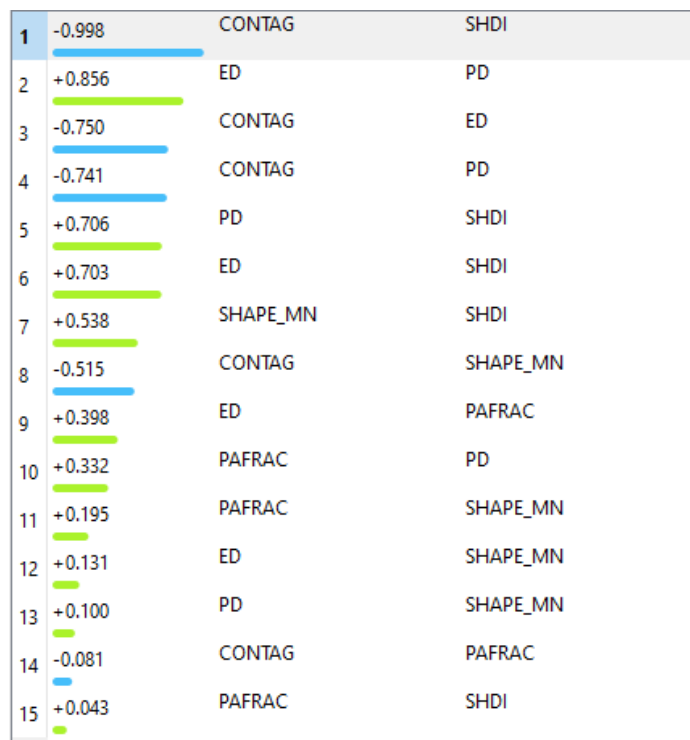 1 -0.998 CONTAG SHDI
2 +0.856 ED PD
3 -0.750 CONTAG ED
4 -0.741 CONTAG PD
5 +0.706 PD SHDI
6 +0.703 ED SHDI
7 +0.538 SHAPE_MN SHDI
8 -0.515 CONTAG SHAPE_MN
9 +0.398 ED PAFRAC
10 +0.332 PAFRAC PD
11 +0.195 PAFRAC SHAPE_MN
12 +0.131 ED SHAPE_MN
13 +0.100 PD SHAPE_MN
14 -0.081 CONTAG PAFRAC
15 +0.043 PAFRAC SHDI